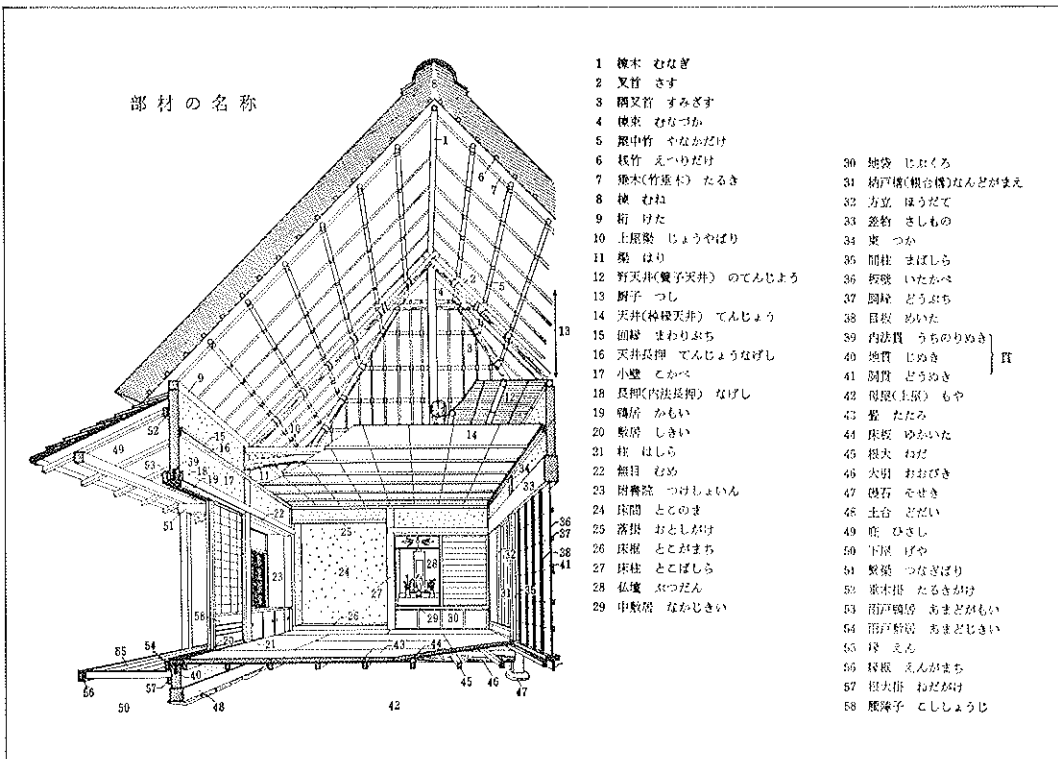 部材の名称
1 棟木 むなぎ
2 叉首 さす
3 隅叉首 すみざす
4 棟束 むなづか
5 屋中竹 やなかだけ
6 桟竹 えつりだけ
7 垂木(竹垂木) たるき
8 棟 むね
9 桁 けた
10 上屋梁 じょうやばり
11 梁 はり
12 野天井(簀子天井) のてんじよう
13 厨子 つし
14 天井(棹縁天井) てんじょう
15 回縁 まわりぶち
16 天井長押 てんじょうなげし
17 小壁 こかべ
18 長押(内法長押) なげし
19 鴨居 かもい
20 敷居 しきい
21 柱 はしら
22 無目 むめ
23 附書院 つけしょいん
24 床間 とこのま
25 落掛 おとしがけ
26 床框 とこがまち
27 床柱 とこばしら
28 仏壇 ぶつだん
29 中敷居 なかじきい
30 地袋 じぶくろ
31 納戸構(帳台構)なんどがまえ
32 方立 ほうだて
33 差物 さしもの
34 束 つか
35 間柱 まばしら
36 板壁 いたかべ
37 胴縁 どうぶち
38 目板 めいた
39 内法貫 うちのりぬき
40 地貫 じぬき 貫
41 胴貫 どうぬき
42 母屋(上屋) もや
43 畳 たたみ
44 床板 ゆかいた
45 根太 ねだ
46 大引 おおびき
47 礎石 そせき
48 土台 どだい
49 庇 ひさし
50 下屋 げや
51 繋梁 つなぎばり
52 垂木掛 たるきがけ
53 雨戸鴨居 あまどがもい
54 雨戸敷居 あまどじきい
55 縁 えん
56 縁框 えんがまち
57 根太掛 ねだがけ
58 腰障子 こししょうじ